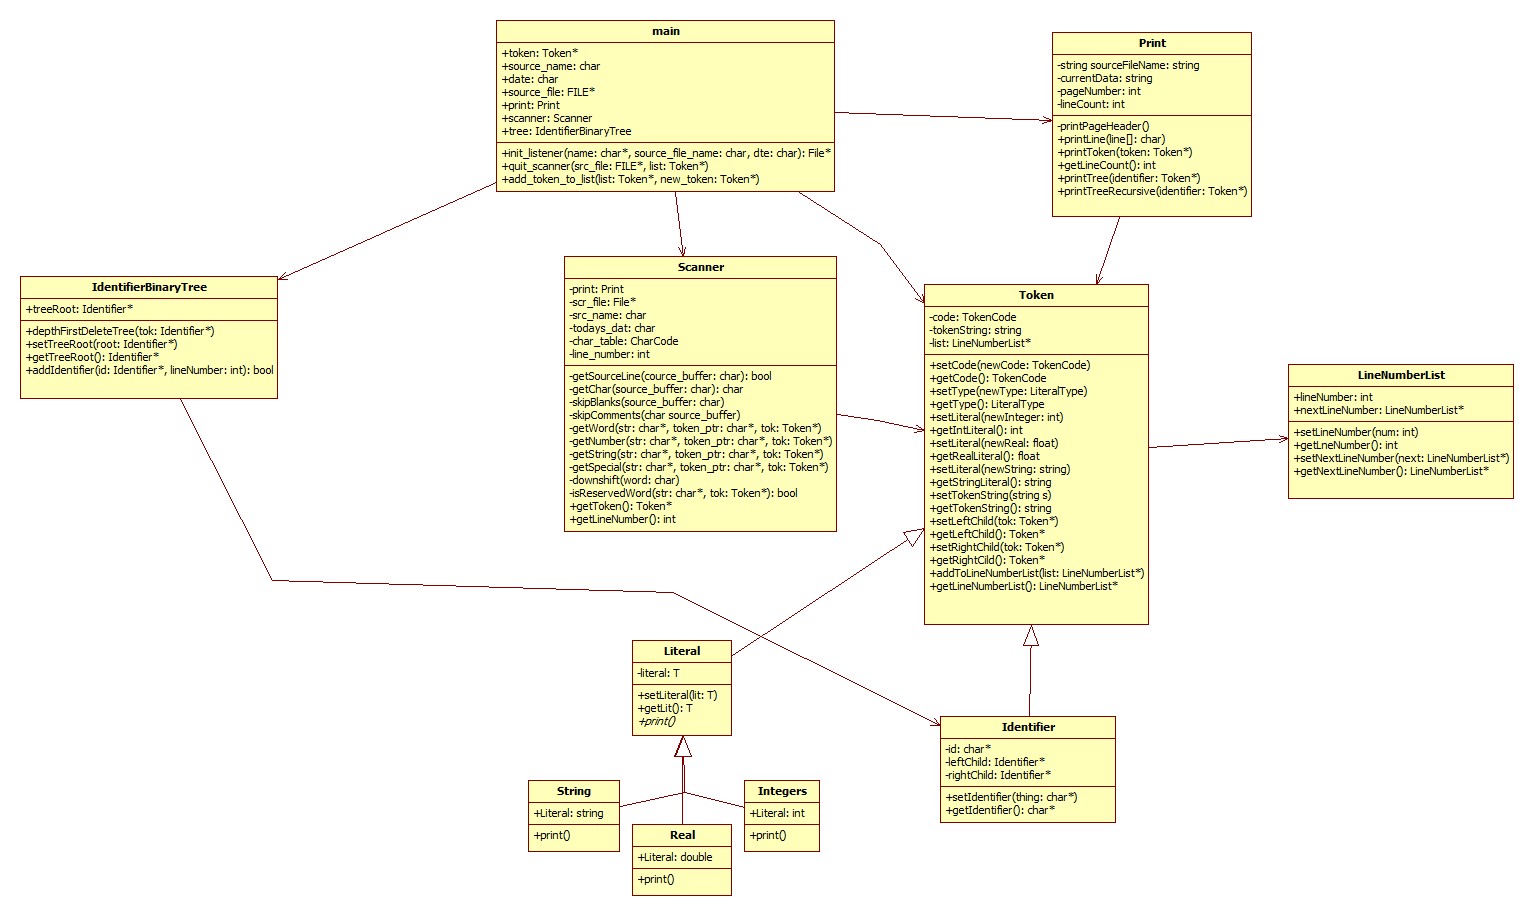 main
+token: Token*
+source_name: char
+date: char
+source_file: FILE*
+print: Print
+scanner: Scanner
+tree: IdentifierBinaryTree
+init_listener(name: char*, source_file_name: char, dte: char): File*
+quit_scanner(src_file: FILE*, list: Token*)
+add_token_to_list(list: Token*, new_token: Token*)
Print
-string sourceFileName: string
-currentData: string
-pageNumber: int
-lineCount: int
-printPageHeader()
+printLine(line[]: char)
+printToken(token: Token*)
+getLineCount(): int
+printTree(identifier: Token*)
+printTreeRecursive(identifier: Token*)
IdentifierBinaryTree
+treeRoot: Identifier*
+depthFirstDeleteTree(tok: Identifier*)
+setTreeRoot(root: Identifier*)
+getTreeRoot(): Identifier*
+addIdentifier(id: Identifier*, lineNumber: int): bool
Scanner
-print: Print
-scr_file: File*
-src_name: char
-todays_dat: char
-char_table: CharCode
-line_number: int
-getSourceLine(cource_buffer: char): bool
-getChar(source_buffer: char): char
-skipBlanks(source_buffer: char)
-skipComments(char source_buffer)
-getWord(str: char*, token_ptr: char*, tok: Token*)
-getNumber(str: char*, token_ptr: char*, tok: Token*)
-getString(str: char*, token_ptr: char*, tok: Token*)
-getSpecial(str: char*, token_ptr: char*, tok: Token*)
-downshift(word: char)
-isReservedWord(str: char*, tok: Token*): bool
+getToken(): Token*
+getLineNumber(): int
Token
-code: TokenCode
-tokenString: string
-list: LineNumberList*
+setCode(newCode: TokenCode)
+getCode(): TokenCode
+setType(newType: LiteralType)
+getType(): LiteralType
+setLiteral(newInteger: int)
+getIntLiteral(): int
+setLiteral(newReal: float)
+getRealLiteral(): float
+setLiteral(newString: string)
+getStringLiteral(): string
+setTokenString(string s)
+getTokenString(): string
+setLeftChild(tok: Token*)
+getLeftChild(): Token*
+setRightChild(tok: Token*)
+getRightCild(): Token*
+addToLineNumberList(list: LineNumberList*)
+getLineNumberList(): LineNumberList*
LineNumberList
+lineNumber: int
+nextLineNumber: LineNumberList*
+setLineNumber(num: int)
+getLneNumber(): int
+setNextLineNumber(next: LineNumberList*)
+getNextLineNumber(): LineNumberList*
Literal
-literal: T
+setLiteral(lit: T)
+getLit(): T
+print()
Identifier
-id: char*
-leftChild: Identifier*
-rightChild: Identifier*
+setIdentifier(thing: char*)
+getIdentifier(): char*
String
+Literal: string
+print()
Real
+Literal: double
+print()
Integers
+Literal: int
+print()